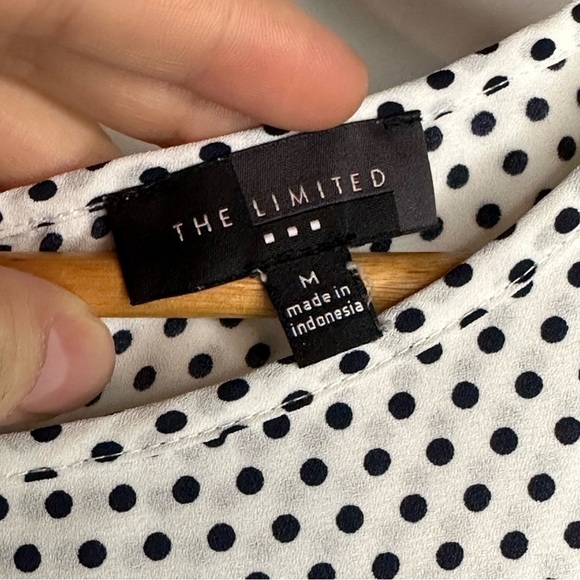 THE LIMITED
M
made in
indonesia